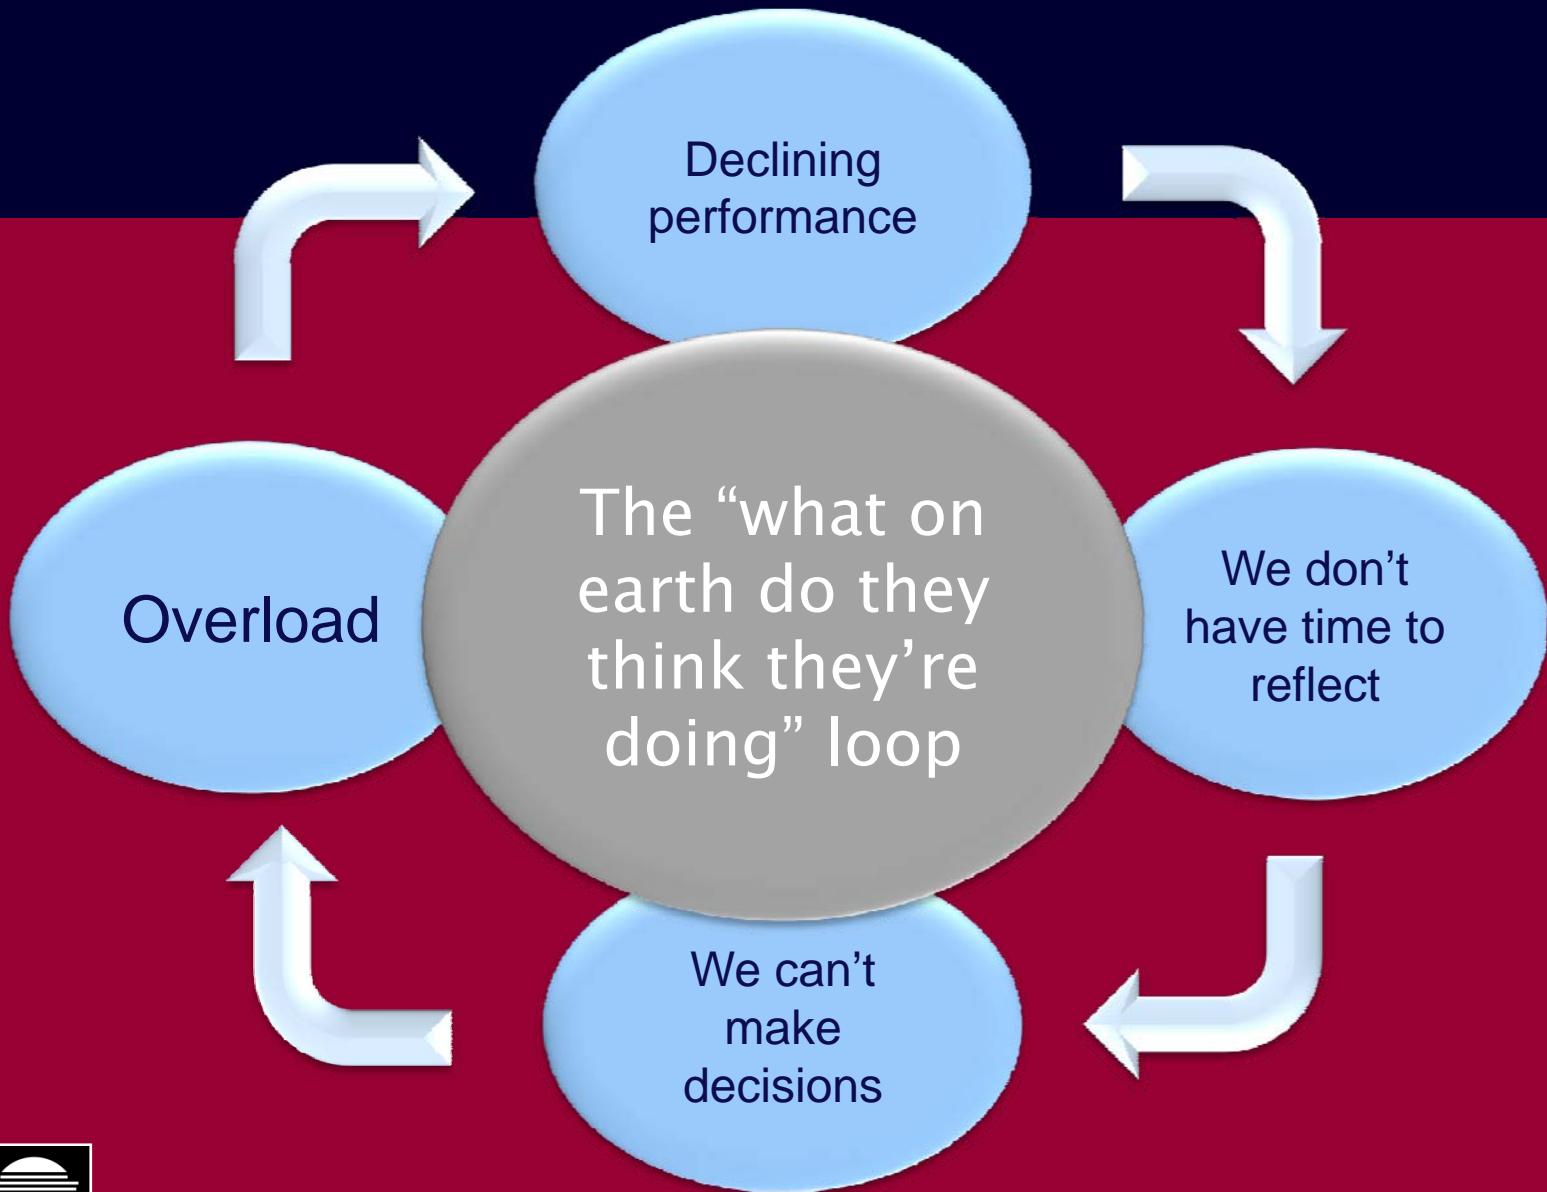 Declining
performance
The “what on
earth do they
think they’re
doing” loop
Overload
We don’t
have time to
reflect
We can’t
make
decisions